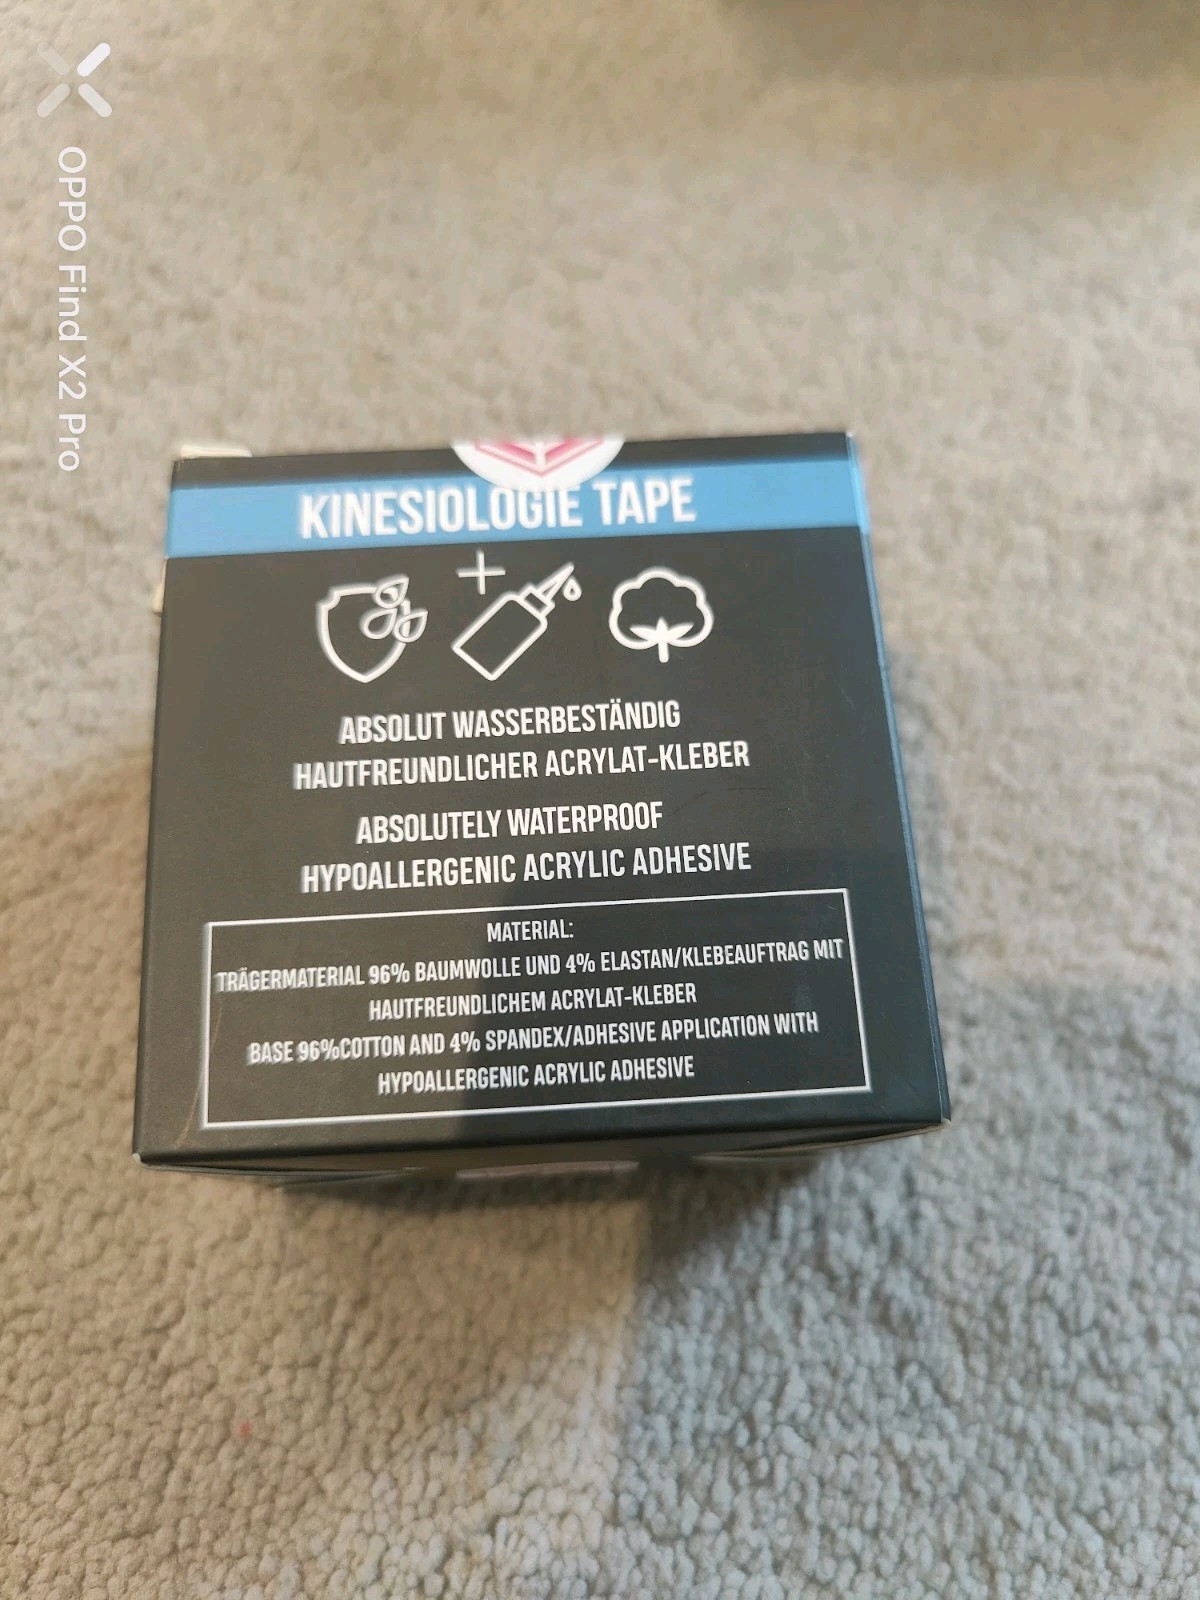 OPPO Find X2 Pro
KINESIOLOGIE TAPE
ABSOLUT WASSERBESTÄNDIG
HAUTFREUNDLICHER ACRYLAT-KLEBER
ABSOLUTELY WATERPROOF
HYPOALLERGENIC ACRYLIC ADHESIVE
MATERIAL:
TRÄGERMATERIAL 96% BAUMWOLLE UND 4% ELASTAN/KLEBEAUFTRAG MIT
HAUTFREUNDLICHEM ACRYLAT-KLEBER
BASE 96%COTTON AND 4% SPANDEX/ADHESIVE APPLICATION WITH
HYPOALLERGENIC ACRYLIC ADHESIVE